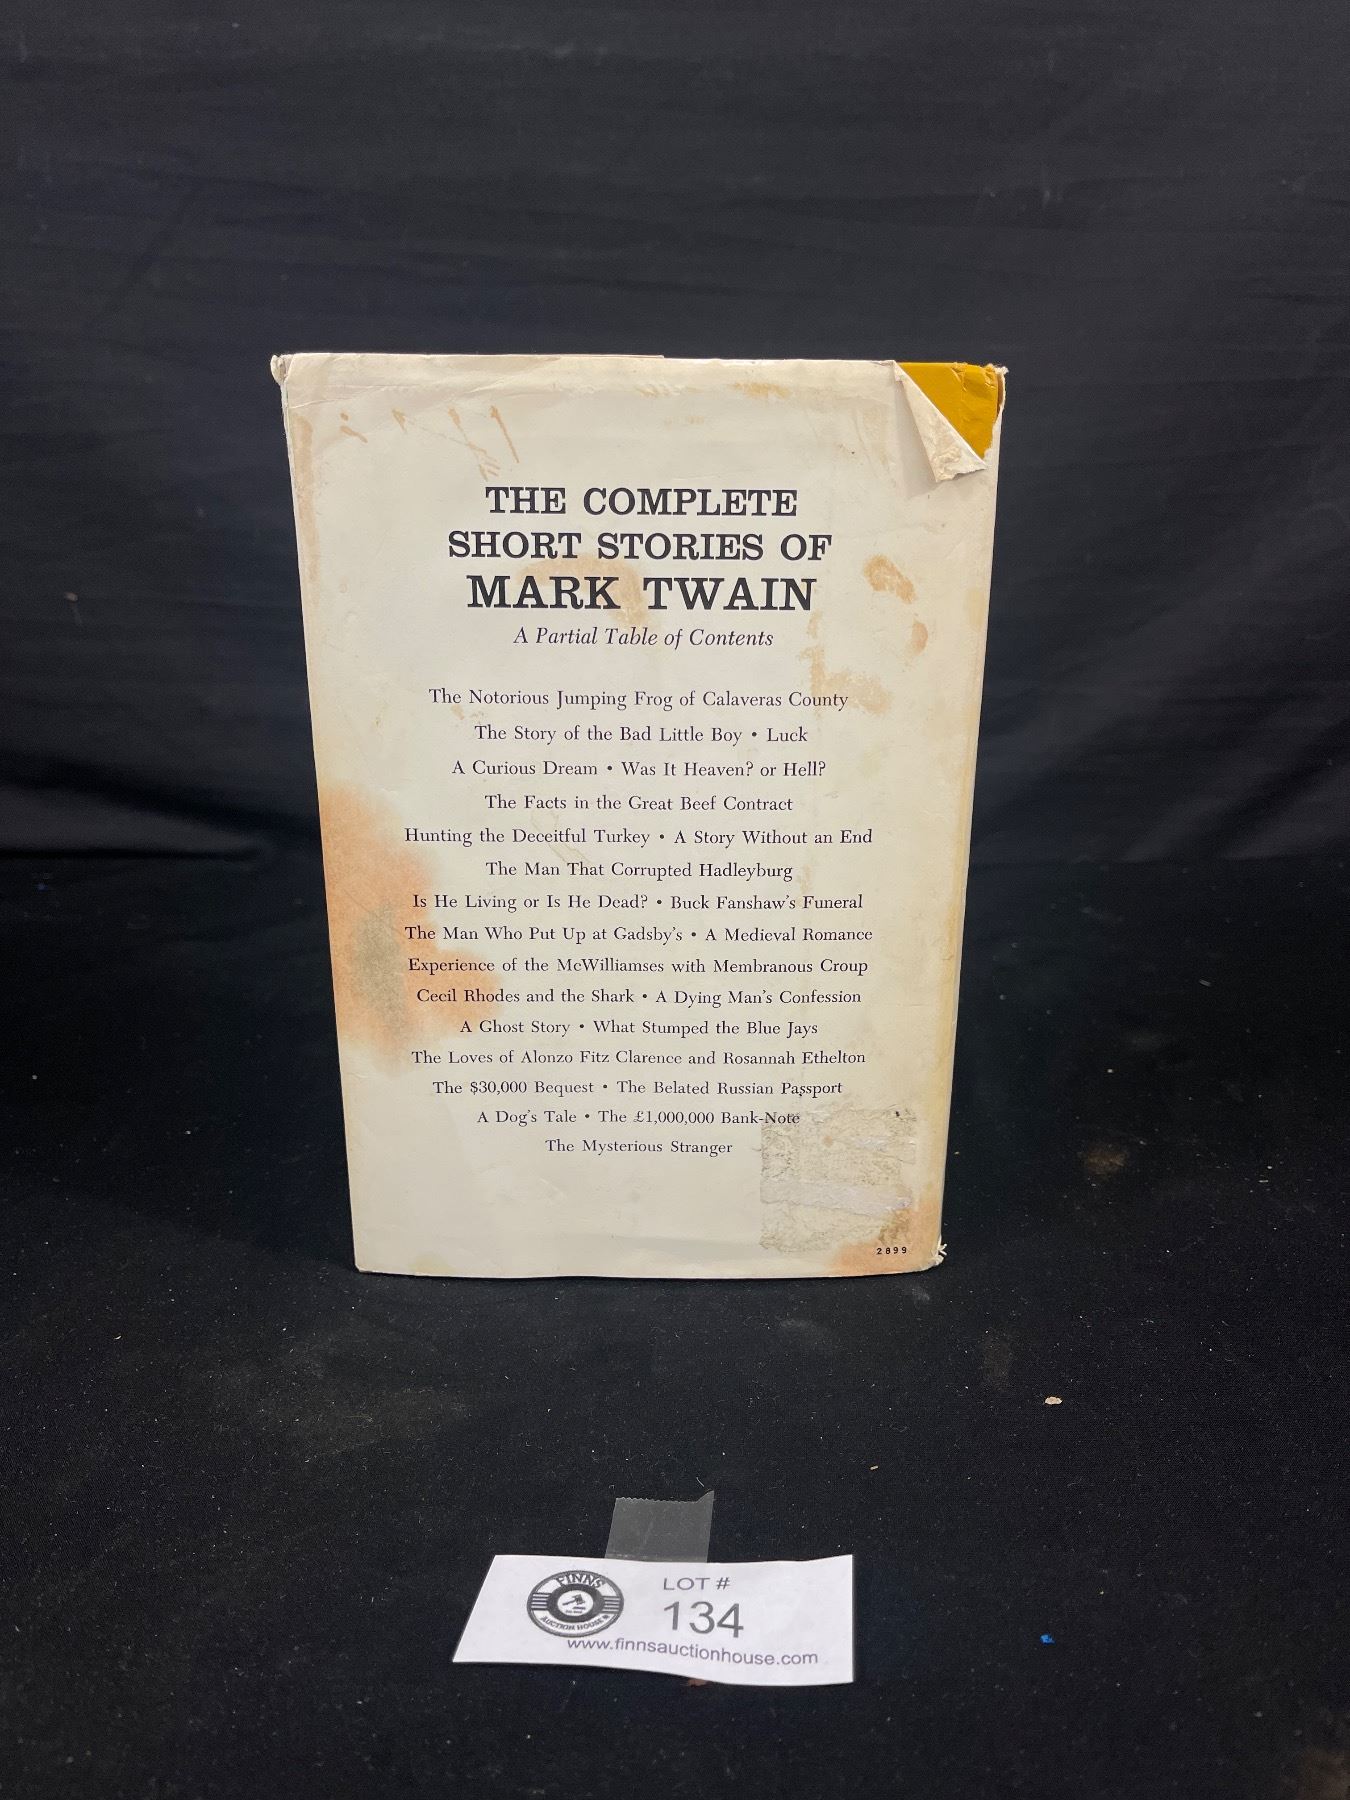 THE COMPLETE
SHORT STORIES OF
MARK TWAIN
A Partial Table of Contents
The Notorious Jumping Frog of Calaveras County
The Story of the Bad Little Boy • Luck
A Curious Dream • Was It Heaven? or Hell?
The Facts in the Great Beef Contract
Hunting the Deceitful Turkey • A Story Without an End
The Man That Corrupted Hadleyburg
Is He Living or Is He Dead? • Buck Fanshaw's Funeral
The Man Who Put Up at Gadsby's • A Medieval Romance
Experience of the McWilliamses with Membranous Croup
Cecil Rhodes and the Shark • A Dying Man's Confession
A Ghost Story • What Stumped the Blue Jays
The Loves of Alonzo Fitz Clarence and Rosannah Ethelton
The $30,000 Bequest • The Belated Russian Passport
A Dog's Tale • The £1,000,000 Bank-Note
The Mysterious Stranger
2899
FINNS
AUCTION HOUSE
LOT #
134
www.finnsauctionhouse.com